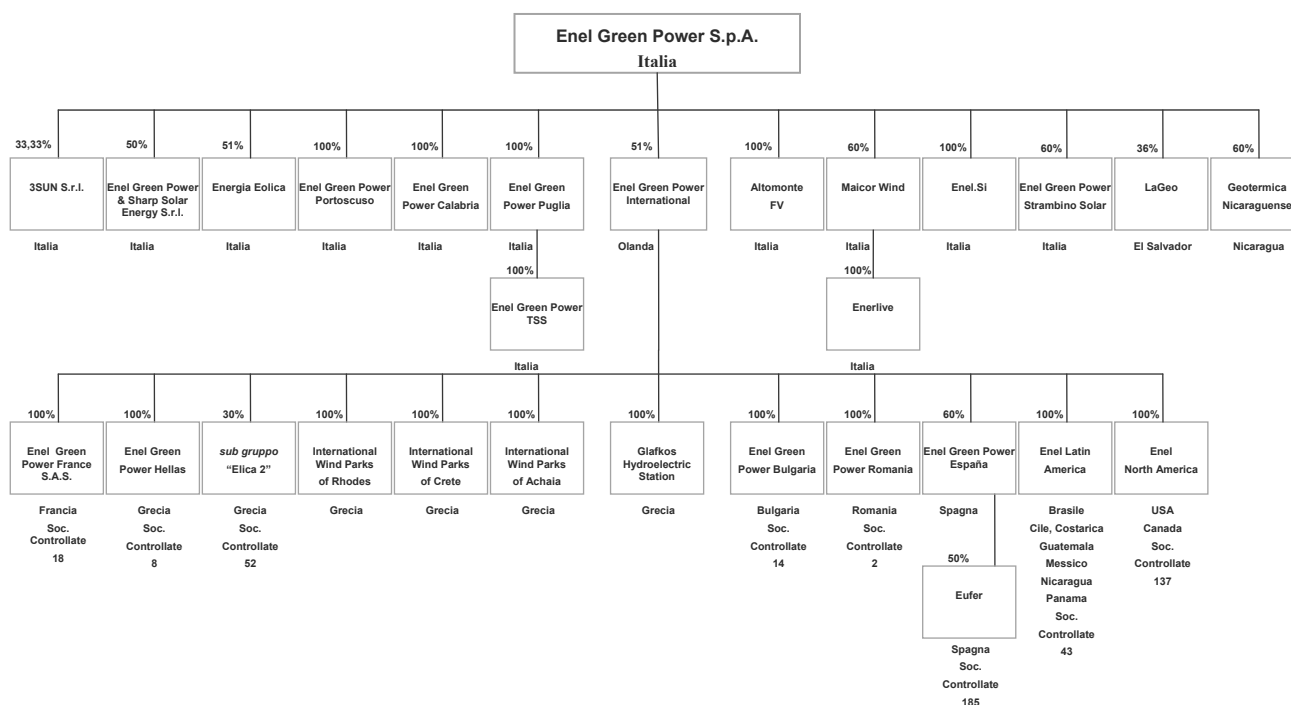 Enel Green Power S.p.A.
Italia
33,33%
50%
51%
100%
100%
100%
51%
100%
60%
100%
60%
36%
60%
3SUN S.r.l.
Enel Green Power
& Sharp Solar
Energy S.r.l.
Energia Eolica
Enel Green Power
Portoscuso
Enel Green
Power Calabria
Enel Green
Power Puglia
Enel Green Power
International
Altomonte
FV
Maicor Wind
Enel.Si
Enel Green Power
Strambino Solar
LaGeo
Geotermica
Nicaraguense
Italia
Italia
Italia
Italia
Italia
Italia
Olanda
Italia
Italia
Italia
Italia
El Salvador
Nicaragua
100%
100%
Enel Green Power
TSS
Enerlive
Italia
Italia
100%
100%
30%
100%
100%
100%
100%
100%
100%
60%
100%
100%
Enel Green
Power France
S.A.S.
Enel Green
Power Hellas
sub gruppo
“Elica 2”
International
Wind Parks
of Rhodes
International
Wind Parks
of Crete
International
Wind Parks
of Achaia
Glafkos
Hydroelectric
Station
Enel Green
Power Bulgaria
Enel Green
Power Romania
Enel Green Power
España
Enel Latin
America
Enel
North America
Francia
Soc.
Controllate
18
Grecia
Soc.
Controllate
8
Grecia
Soc.
Controllate
52
Grecia
Grecia
Grecia
Grecia
Bulgaria
Soc.
Controllate
14
Romania
Soc.
Controllate
2
Spagna
50%
Eufer
Spagna
Soc.
Controllate
185
Brasile
Cile, Costarica
Guatemala
Messico
Nicaragua
Panama
Soc.
Controllate
43
USA
Canada
Soc.
Controllate
137